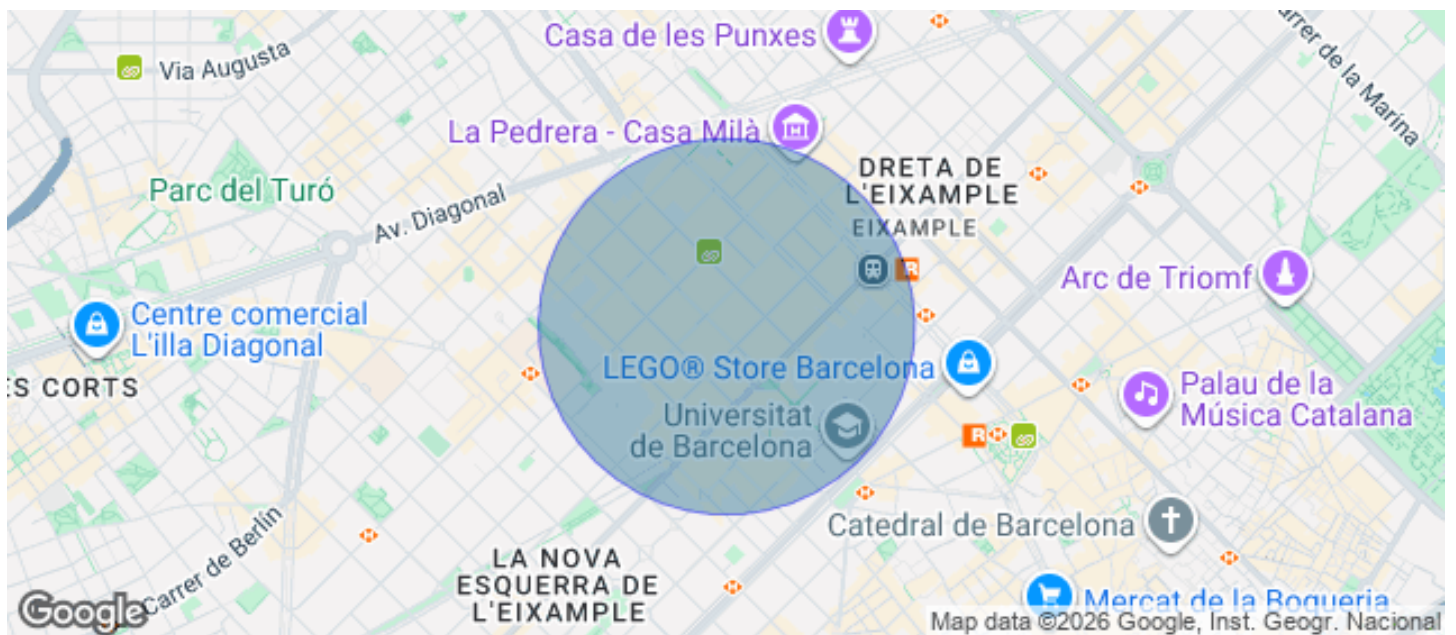 Casa de les Punxes
Via Augusta
Carrer de la Marina
La Pedrera - Casa Milà
DRETA DE
L'EIXAMPLE
EIXAMPLE
Parc del Turó
Av. Diagonal
R
Arc de Triomf
Centre comercial
L'illa Diagonal
LEGO® Store Barcelona
ES CORTS
Palau de la
Música Catalana
Universitat
de Barcelona
R
Catedral de Barcelona
LA NOVA
ESQUERRA DE
L'EIXAMPLE
Carrer de Berlín
Mercat de la Boqueria
Google
Map data ©2026 Google, Inst. Geogr. Nacional